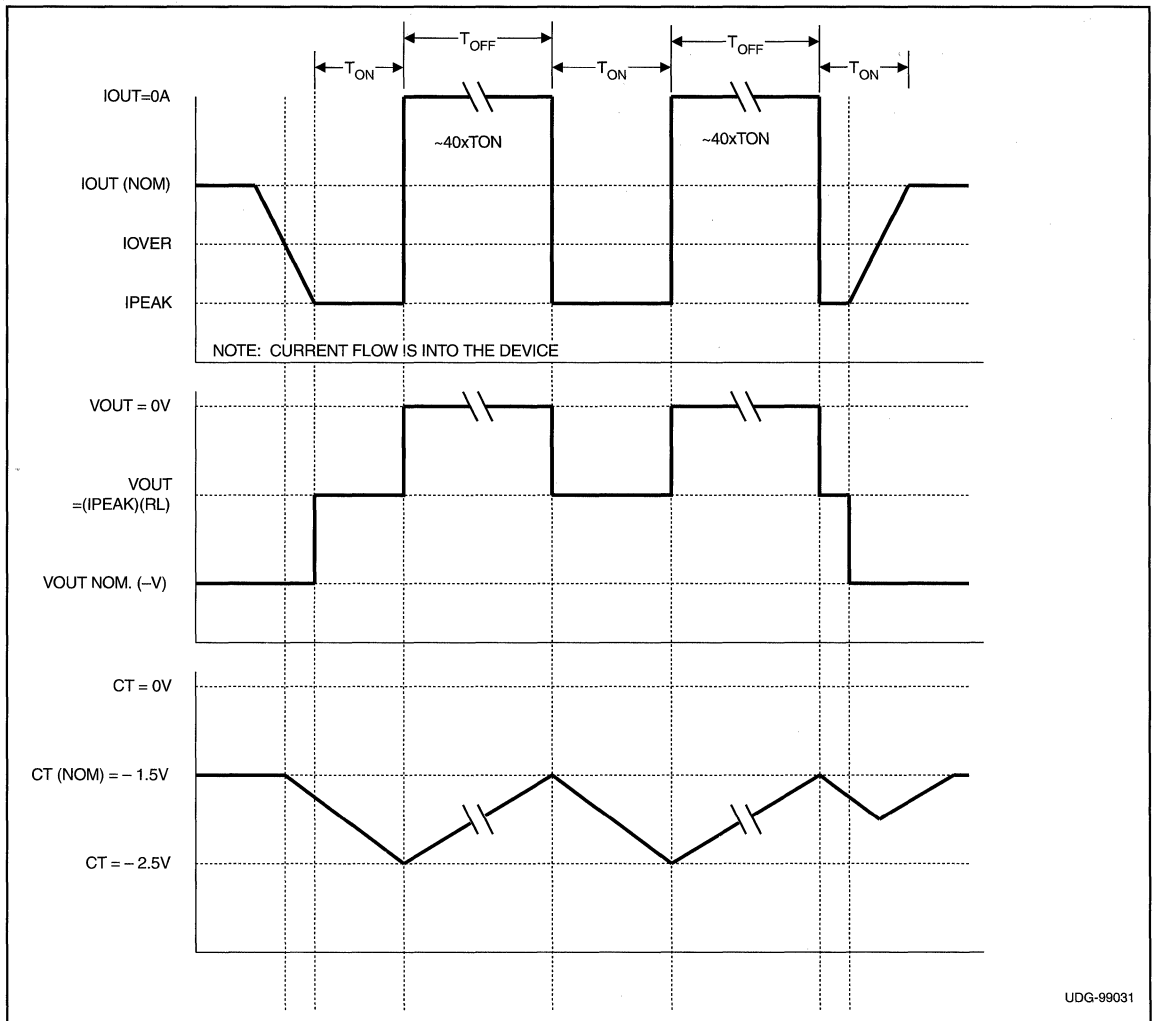 TOFF
TOFF
TON
TON
TON
IOUT=0A
~40xTON
~40xTON
IOUT (NOM)
IOVER
IPEAK
NOTE: CURRENT FLOW IS INTO THE DEVICE
VOUT = 0V
VOUT
=(IPEAK)(RL)
VOUT NOM. (–V)
CT = 0V
CT (NOM) = – 1.5V
CT = – 2.5V
UDG-99031